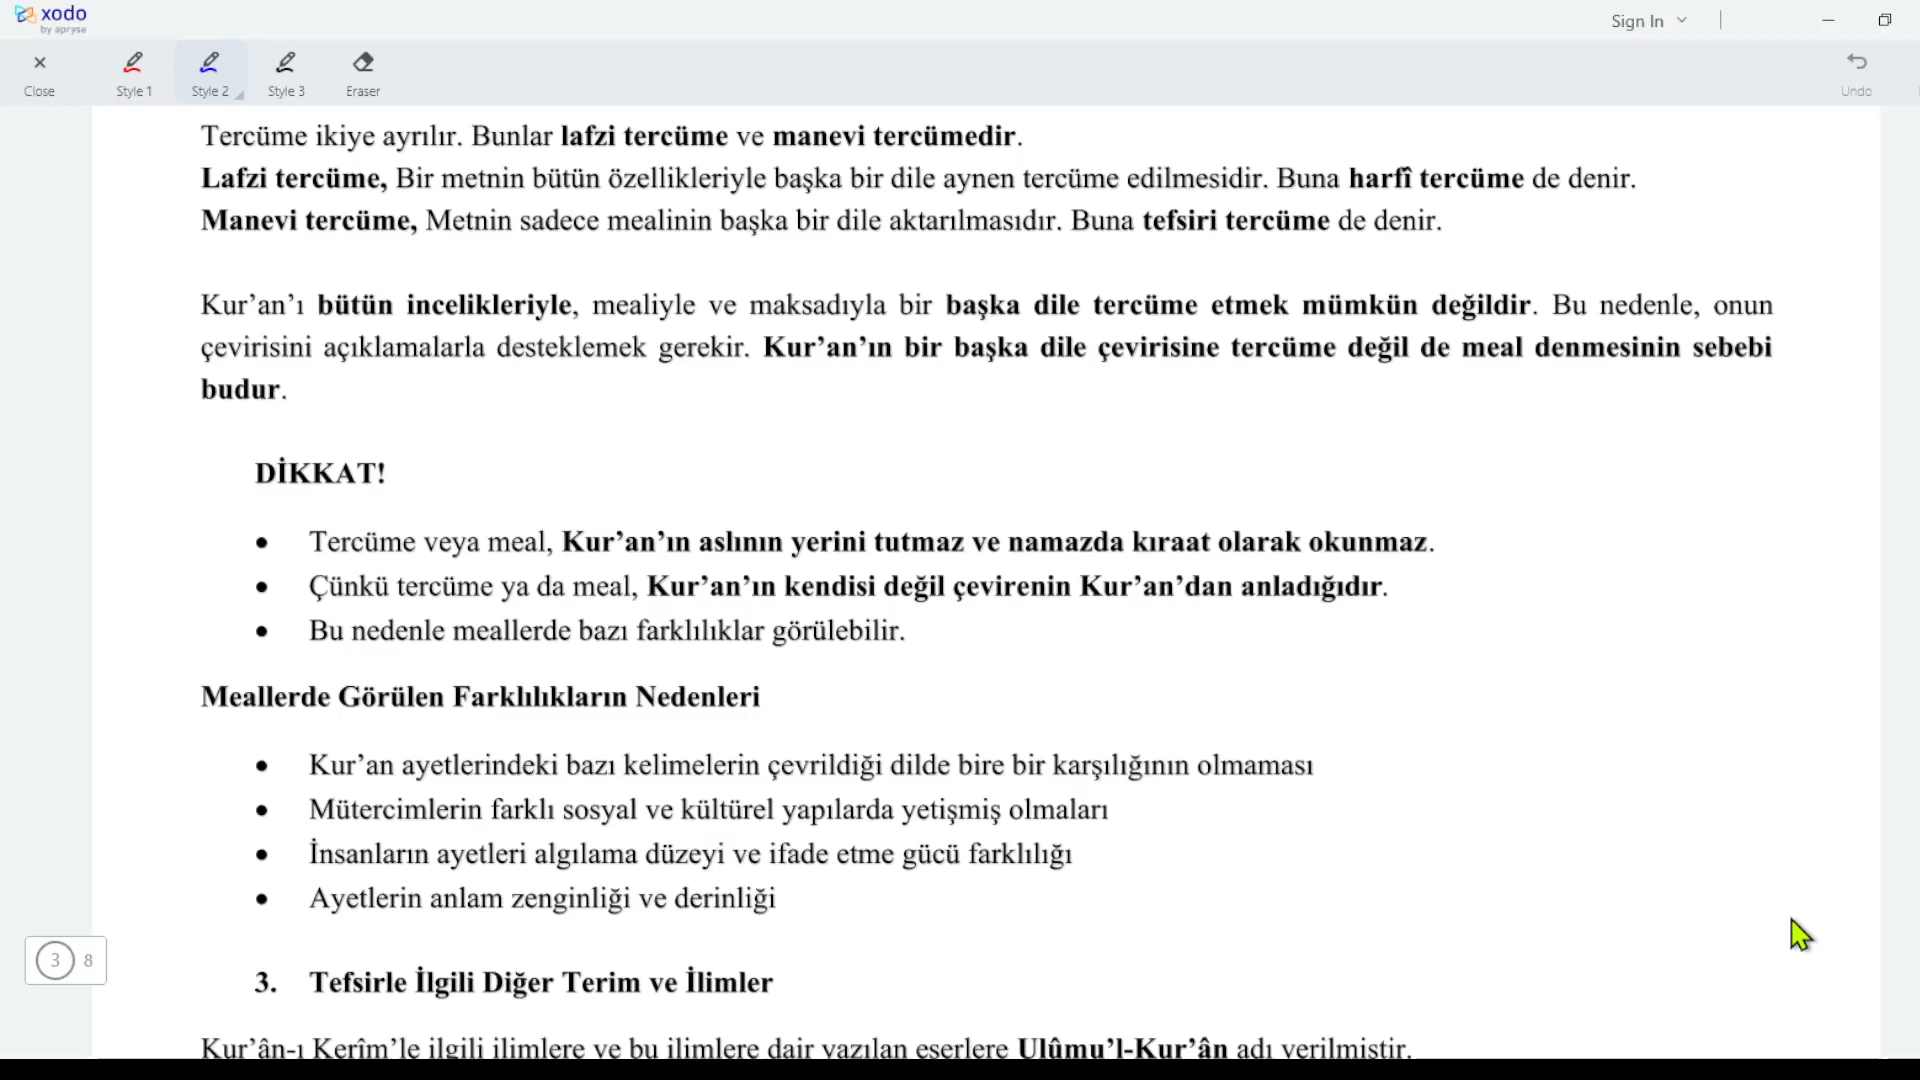 xodo
by apryse
Sign In
Close
Style 1
Style 2
Style 3
Eraser
Undo
Tercüme ikiye ayrılır. Bunlar lafzi tercüme ve manevi tercümedir.
Lafzi tercüme, Bir metnin bütün özellikleriyle başka bir dile aynen tercüme edilmesidir. Buna harfî tercüme de denir.
Manevi tercüme, Metnin sadece mealinin başka bir dile aktarılmasıdır. Buna tefsiri tercüme de denir.
Kur’an’ı bütün incelikleriyle, mealiyle ve maksadıyla bir başka dile tercüme etmek mümkün değildir. Bu nedenle, onun
çevirisini açıklamalarla desteklemek gerekir. Kur’an’ın bir başka dile çevirisine tercüme değil de meal denmesinin sebebi
budur.
DİKKAT!
• Tercüme veya meal, Kur’an’ın aslının yerini tutmaz ve namazda kıraat olarak okunmaz.
• Çünkü tercüme ya da meal, Kur’an’ın kendisi değil çevirenin Kur’an’dan anladığıdır.
• Bu nedenle meallerde bazı farklılıklar görülebilir.
Meallerde Görülen Farklılıkların Nedenleri
• Kur’an ayetlerindeki bazı kelimelerin çevrildiği dilde bire bir karşılığının olmaması
• Mütercimlerin farklı sosyal ve kültürel yapılarda yetişmiş olmaları
• İnsanların ayetleri algılama düzeyi ve ifade etme gücü farklılığı
• Ayetlerin anlam zenginliği ve derinliği
3 8
3. Tefsirle İlgili Diğer Terim ve İlimler
Kur’ân-ı Kerîm’le ilgili ilimlere ve bu ilimlere dair yazılan eserlere Ulûmu’l-Kur’ân adı verilmiştir.